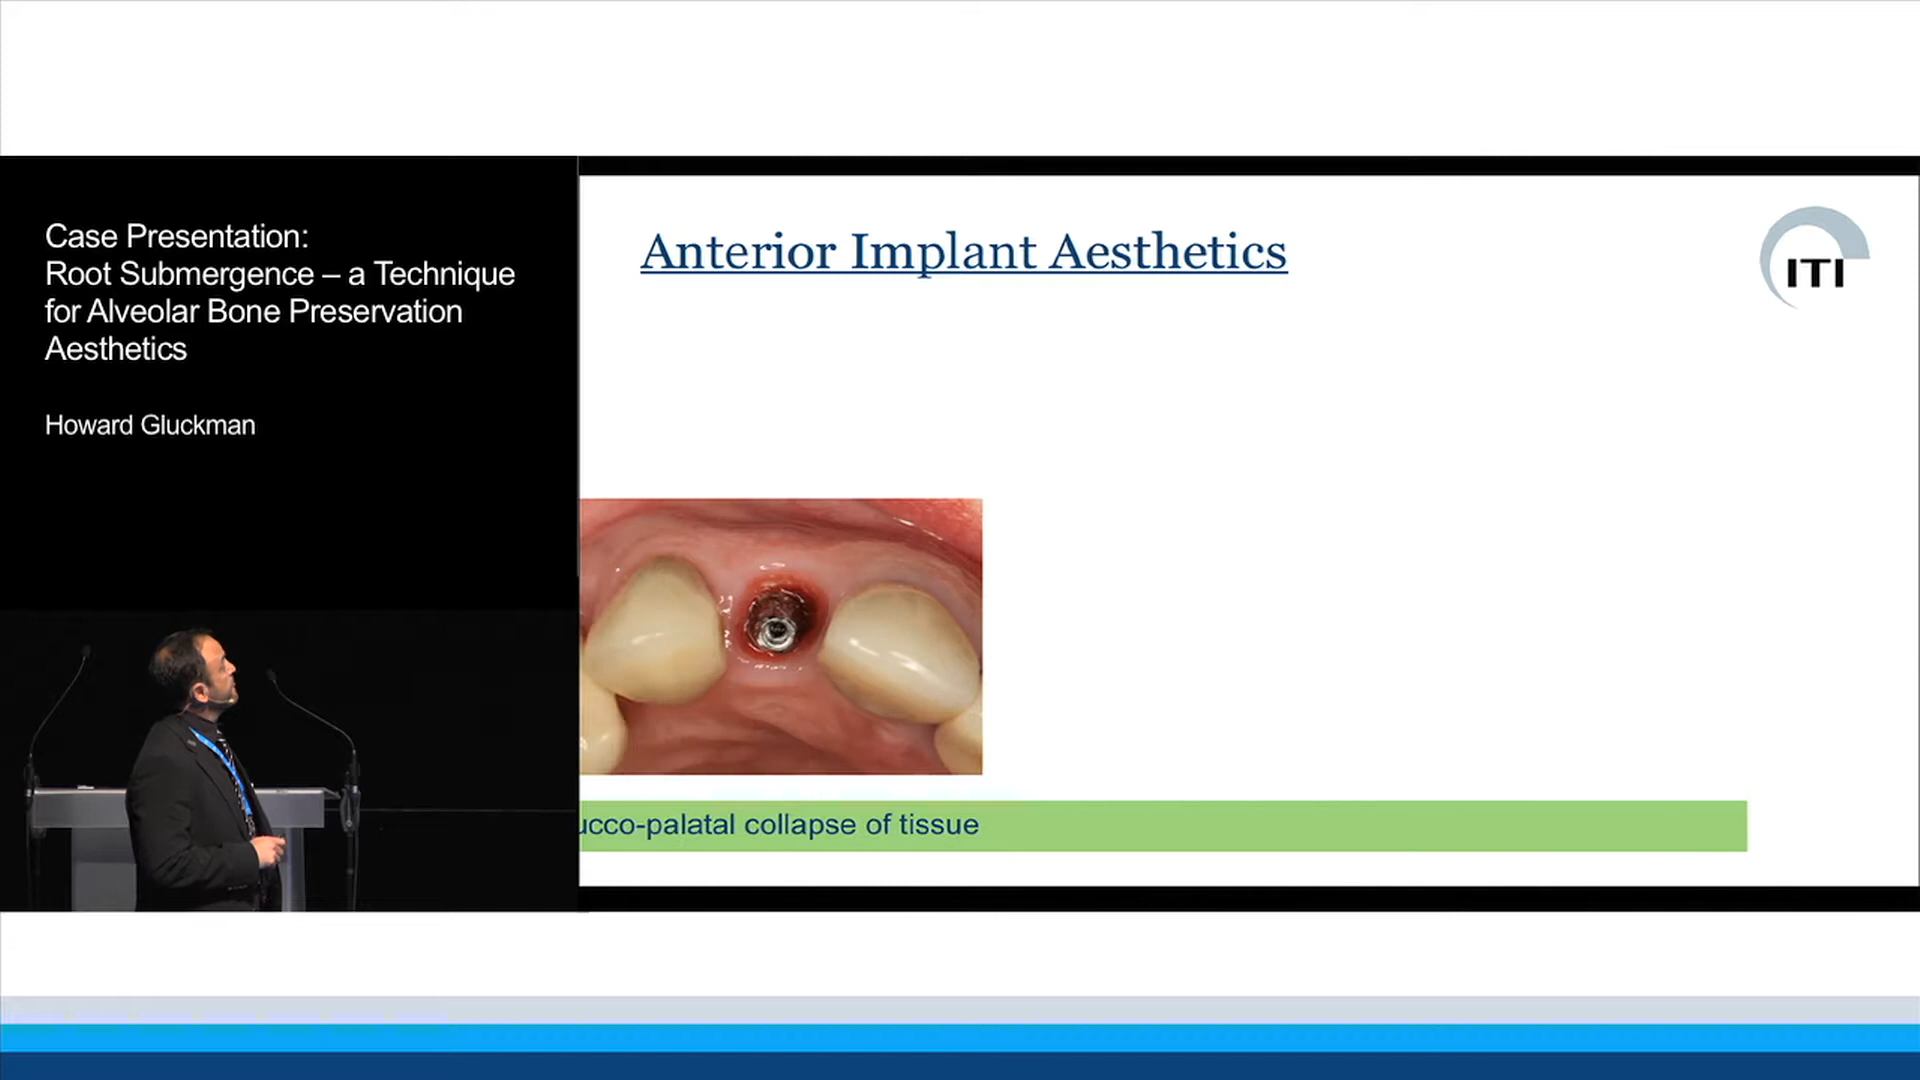 Case Presentation:
Root Submergence – a Technique
for Alveolar Bone Preservation
Aesthetics
Howard Gluckman
Anterior Implant Aesthetics
ITI
ucco-palatal collapse of tissue